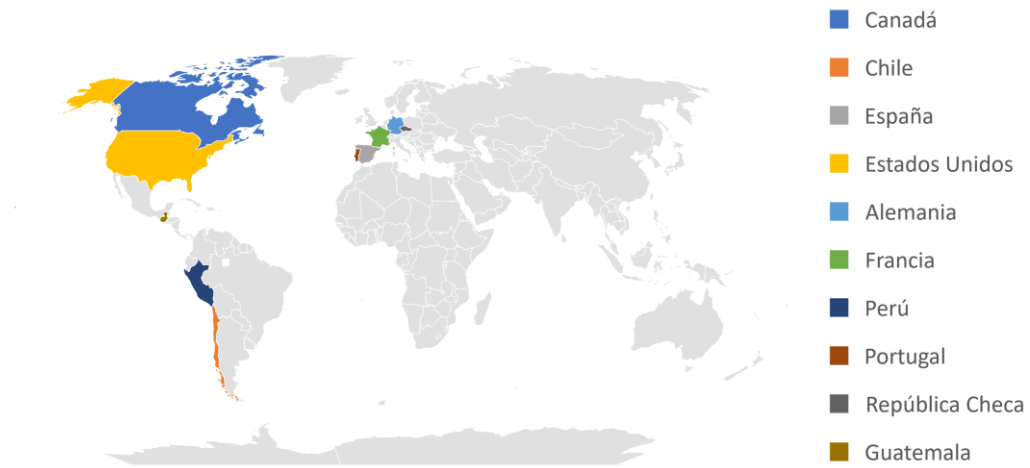 Canadá
Chile
España
Estados Unidos
Alemania
Francia
Perú
Portugal
República Checa
Guatemala